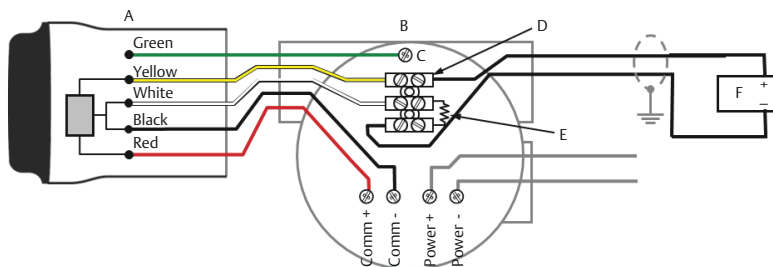 A
B
D
Green
C
Yellow
White
Black
Red
F
+
–
E
Comm +
Comm -
Power +
Power -